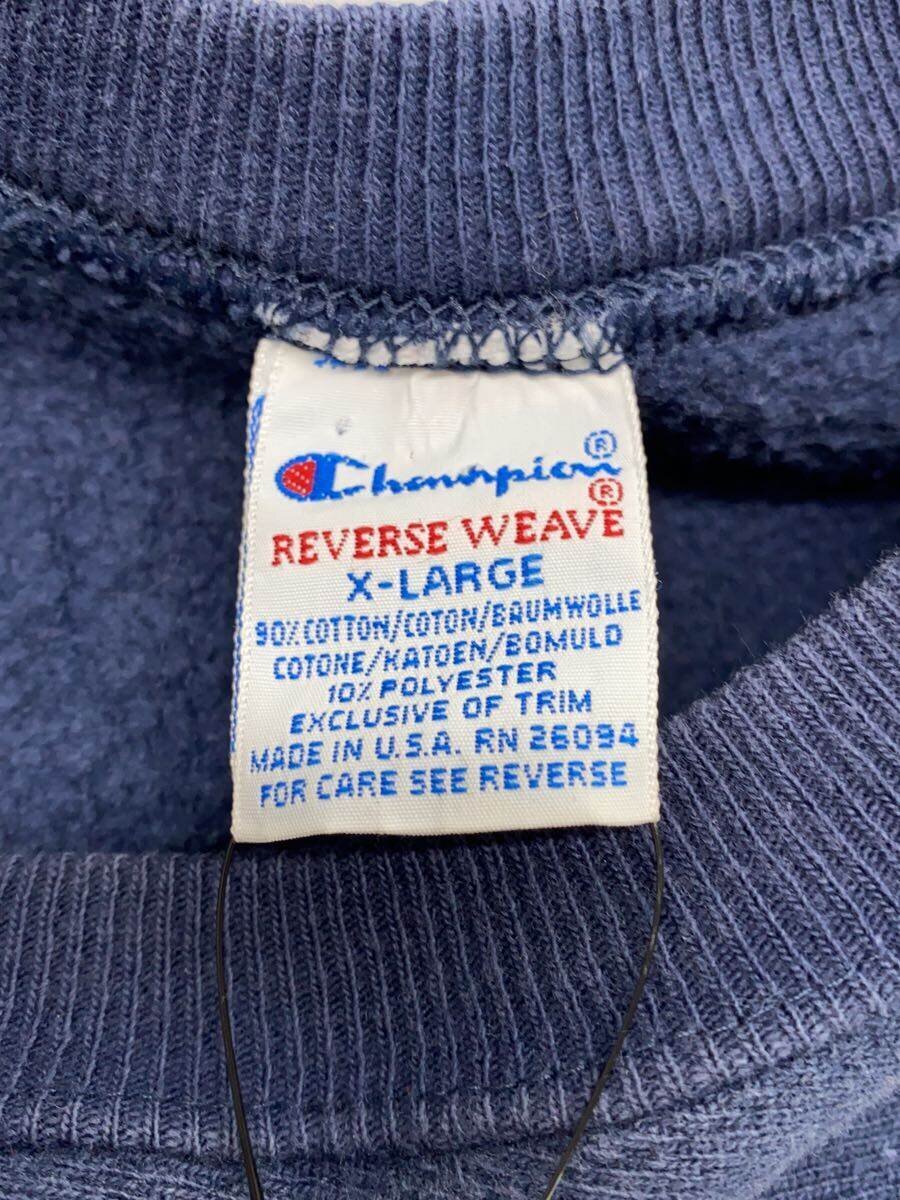 Champion®
REVERSE WEAVE®
X-LARGE
90% COTTON/COTON/BAUMWOLLE
COTONE/KATOEN/BOMULD
10% POLYESTER
EXCLUSIVE OF TRIM
MADE IN U.S.A. RN 26094
FOR CARE SEE REVERSE